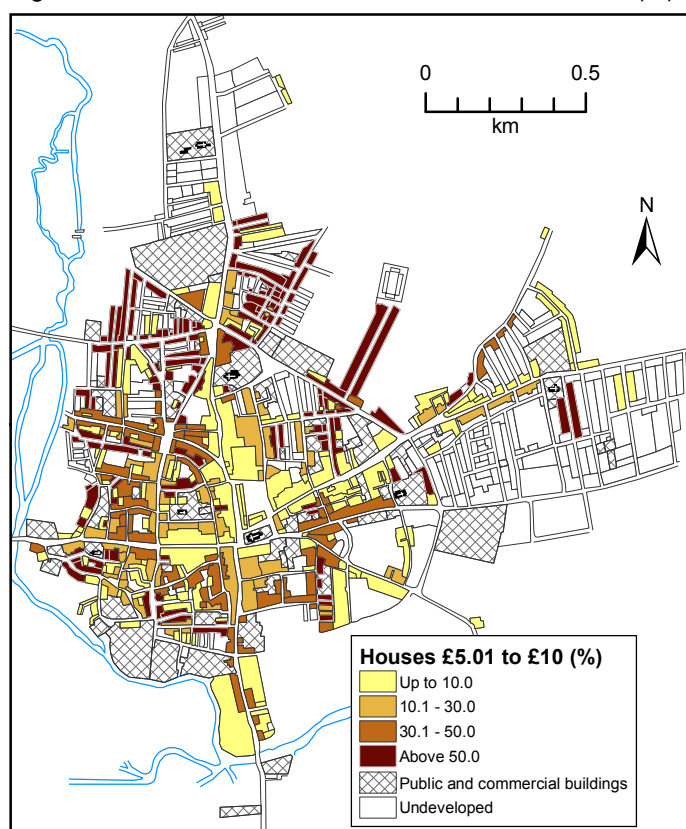 0 0.5
km
N
Houses £5.01 to £10 (%)
Up to 10.0
10.1 - 30.0
30.1 - 50.0
Above 50.0
Public and commercial buildings
Undeveloped